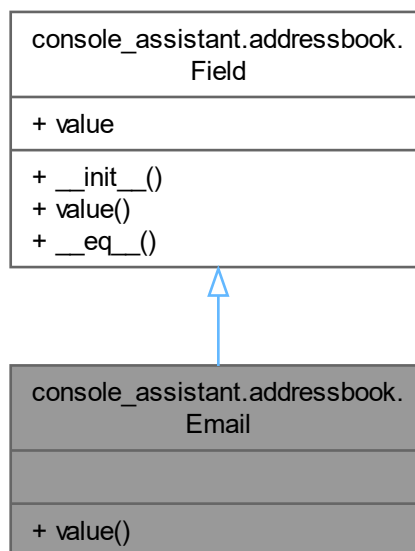 console_assistant.addressbook.
Field
+ value
+ __init__()
+ value()
+ __eq__()
console_assistant.addressbook.
Email
+ value()